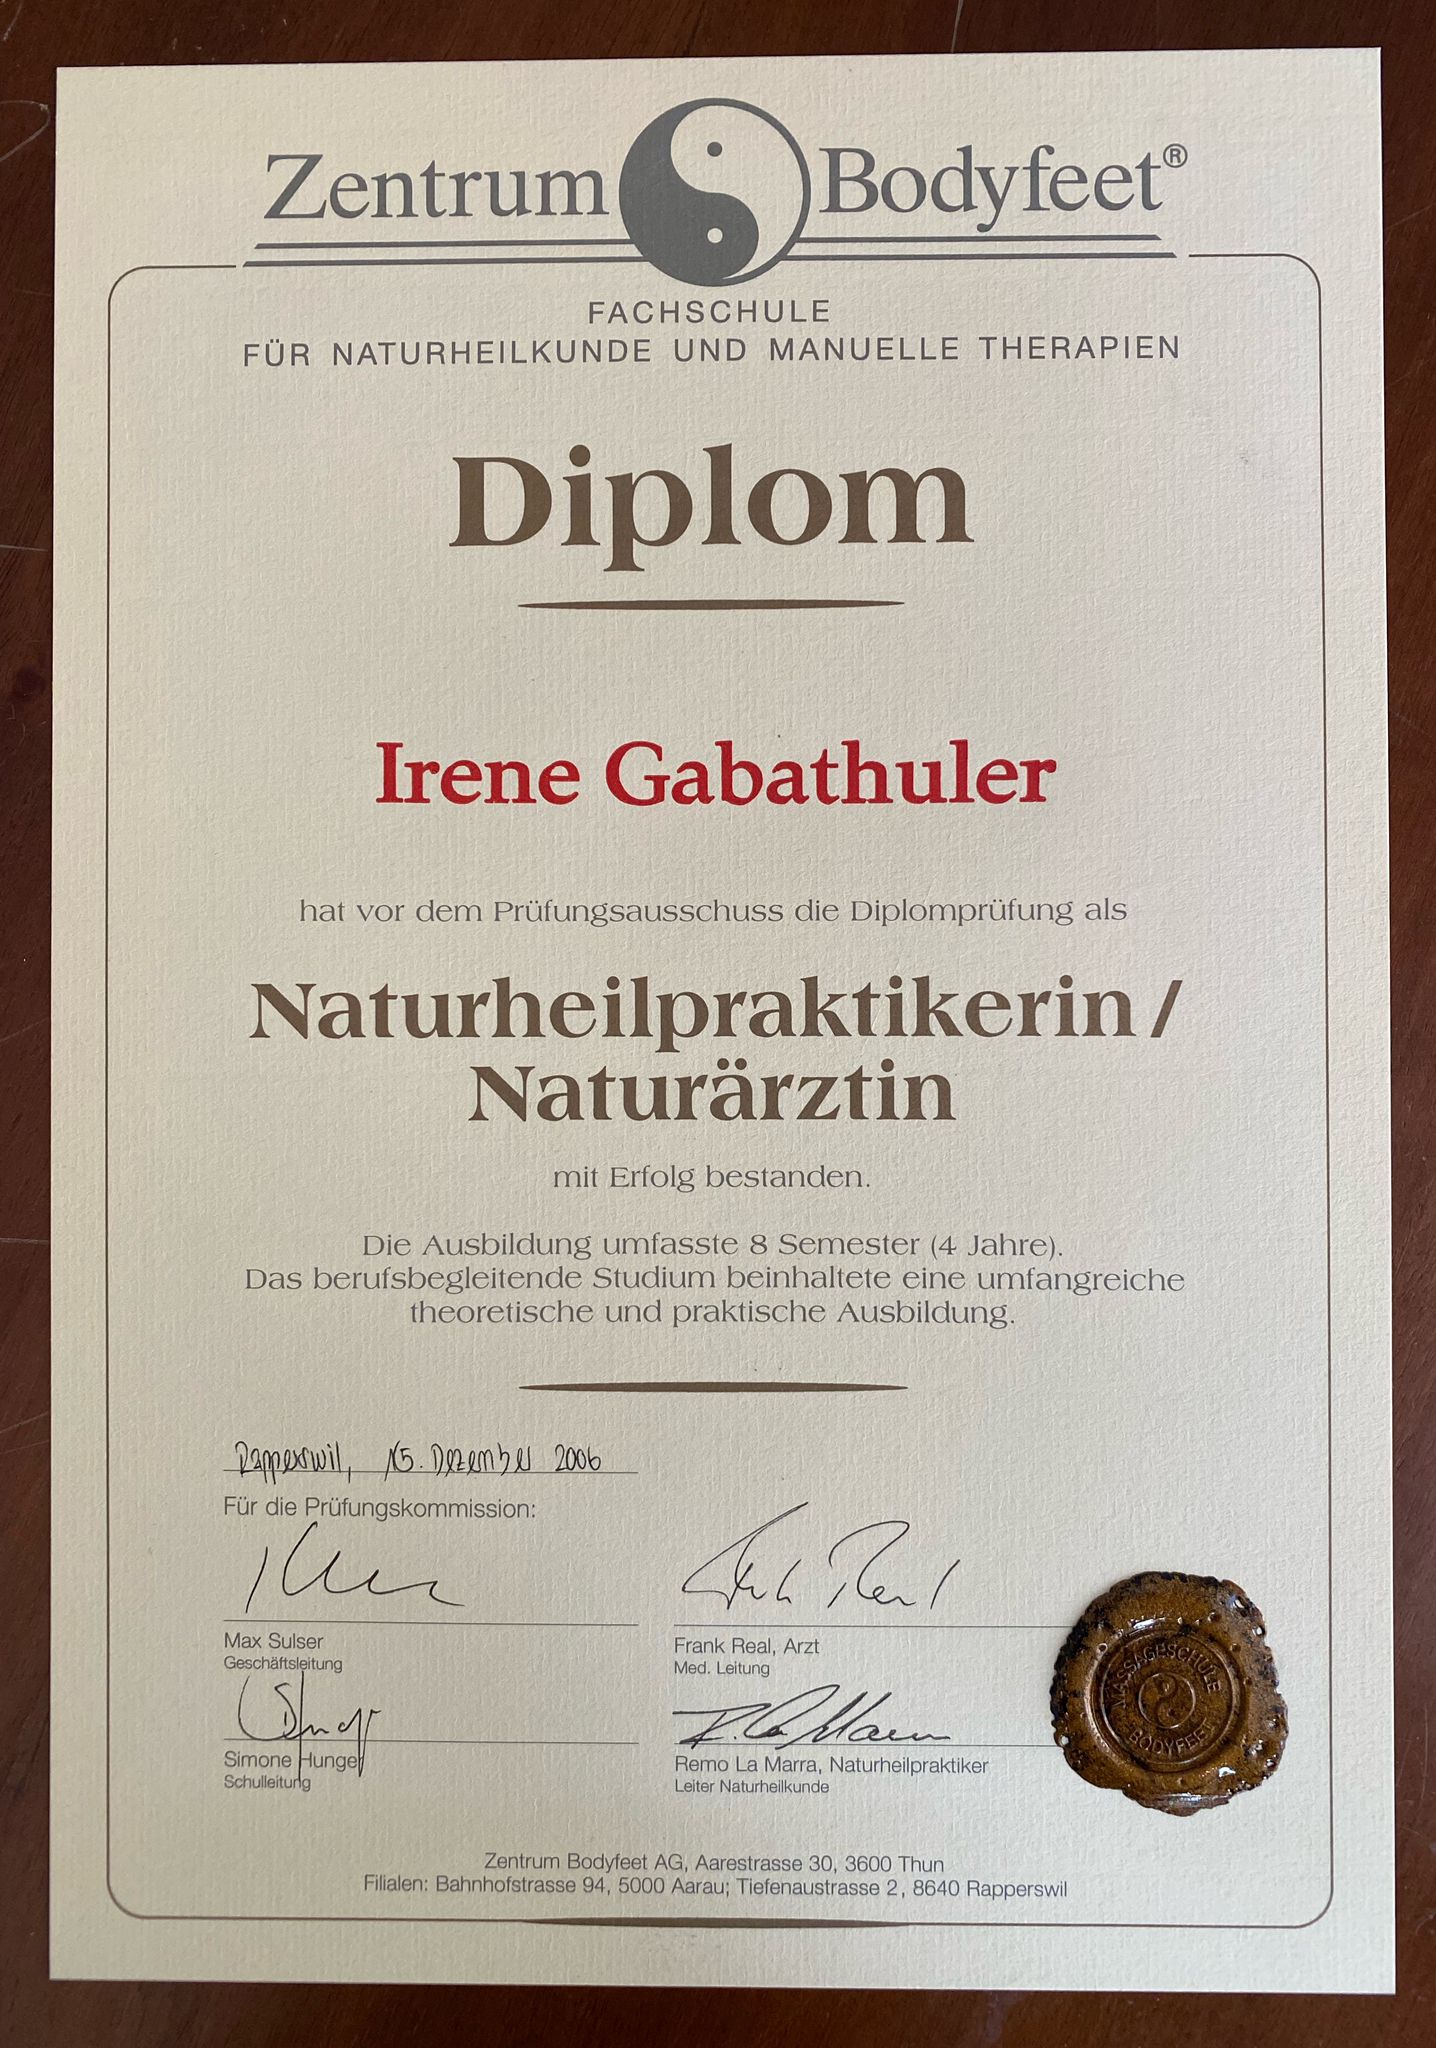 Zentrum Bodyfeet®
FACHSCHULE
FÜR NATURHEILKUNDE UND MANUELLE THERAPIEN
Diplom
Irene Gabathuler
hat vor dem Prüfungsausschuss die Diplomprüfung als
Naturheilpraktikerin /
Naturärztin
mit Erfolg bestanden.
Die Ausbildung umfasste 8 Semester (4 Jahre).
Das berufsbegleitende Studium beinhaltete eine umfangreiche
theoretische und praktische Ausbildung.
Rapperswil, 15. Dezember 2006
Für die Prüfungskommission:
Max Sulser
Geschäftsleitung
Frank Real, Arzt
Med. Leitung
Simone Hunge
Schulleitung
Remo La Marra, Naturheilpraktiker
Leiter Naturheilkunde
MASSAGESCHULE
BODYFEET
Zentrum Bodyfeet AG, Aarestrasse 30, 3600 Thun
Filialen: Bahnhofstrasse 94, 5000 Aarau; Tiefenaustrasse 2, 8640 Rapperswil